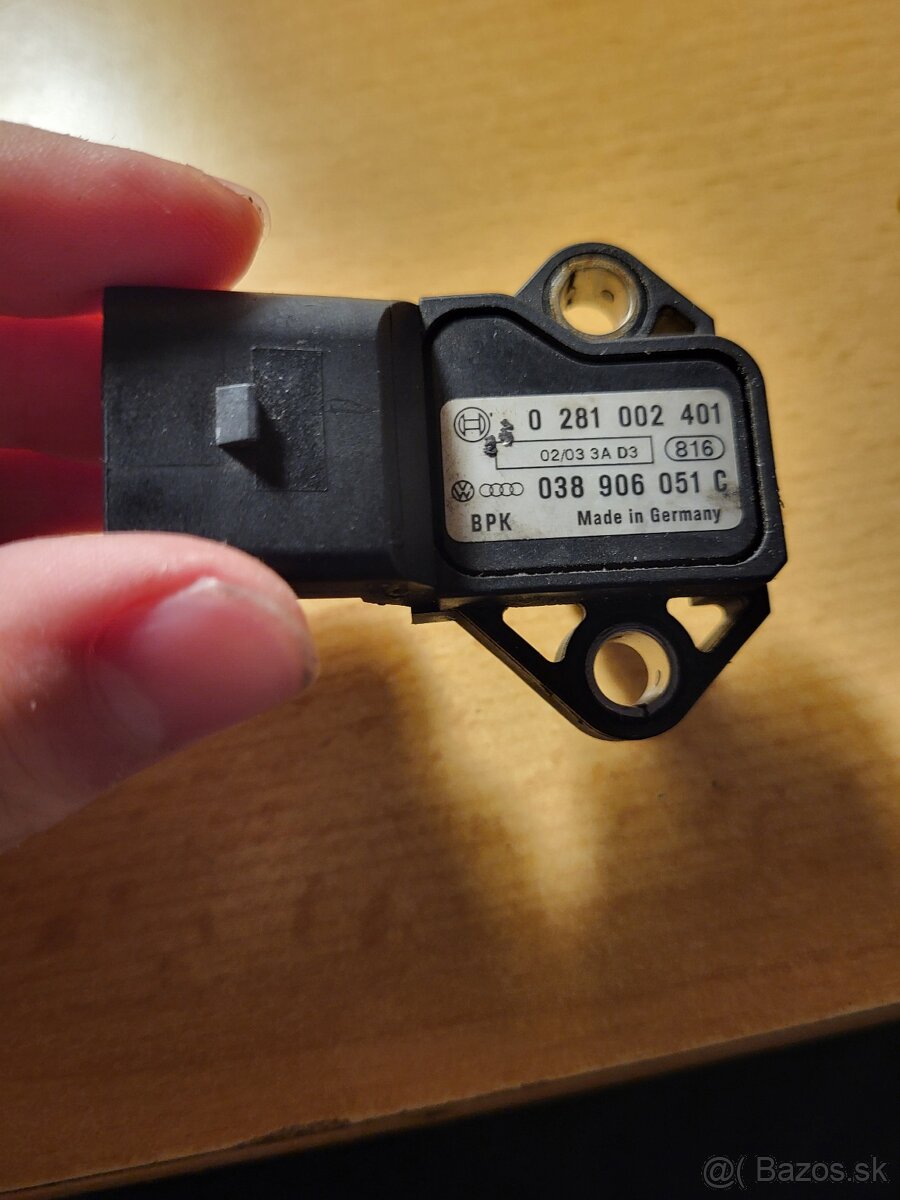 0 281 002 401
02/03 3A D3 816
038 906 051 C
BPK Made in Germany
@( Bazos.sk